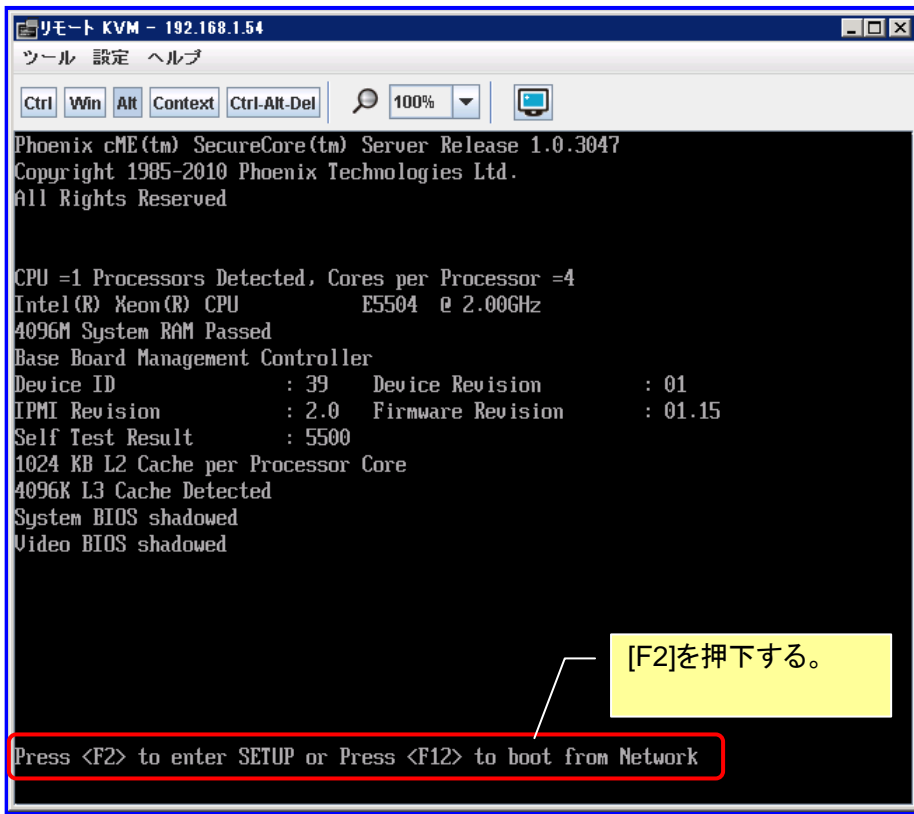 リモート KVM - 192.168.1.54
ツール 設定 ヘルプ
Ctrl Win Alt Context Ctrl-Alt-Del 100%
Phoenix cME(tm) SecureCore(tm) Server Release 1.0.3047
Copyright 1985-2010 Phoenix Technologies Ltd.
All Rights Reserved
CPU =1 Processors Detected, Cores per Processor =4
Intel(R) Xeon(R) CPU E5504 @ 2.00GHz
4096M System RAM Passed
Base Board Management Controller
Device ID : 39 Device Revision : 01
IPMI Revision : 2.0 Firmware Revision : 01.15
Self Test Result : 5500
1024 KB L2 Cache per Processor Core
4096K L3 Cache Detected
System BIOS shadowed
Video BIOS shadowed
[F2]を押下する。
Press <F2> to enter SETUP or Press <F12> to boot from Network